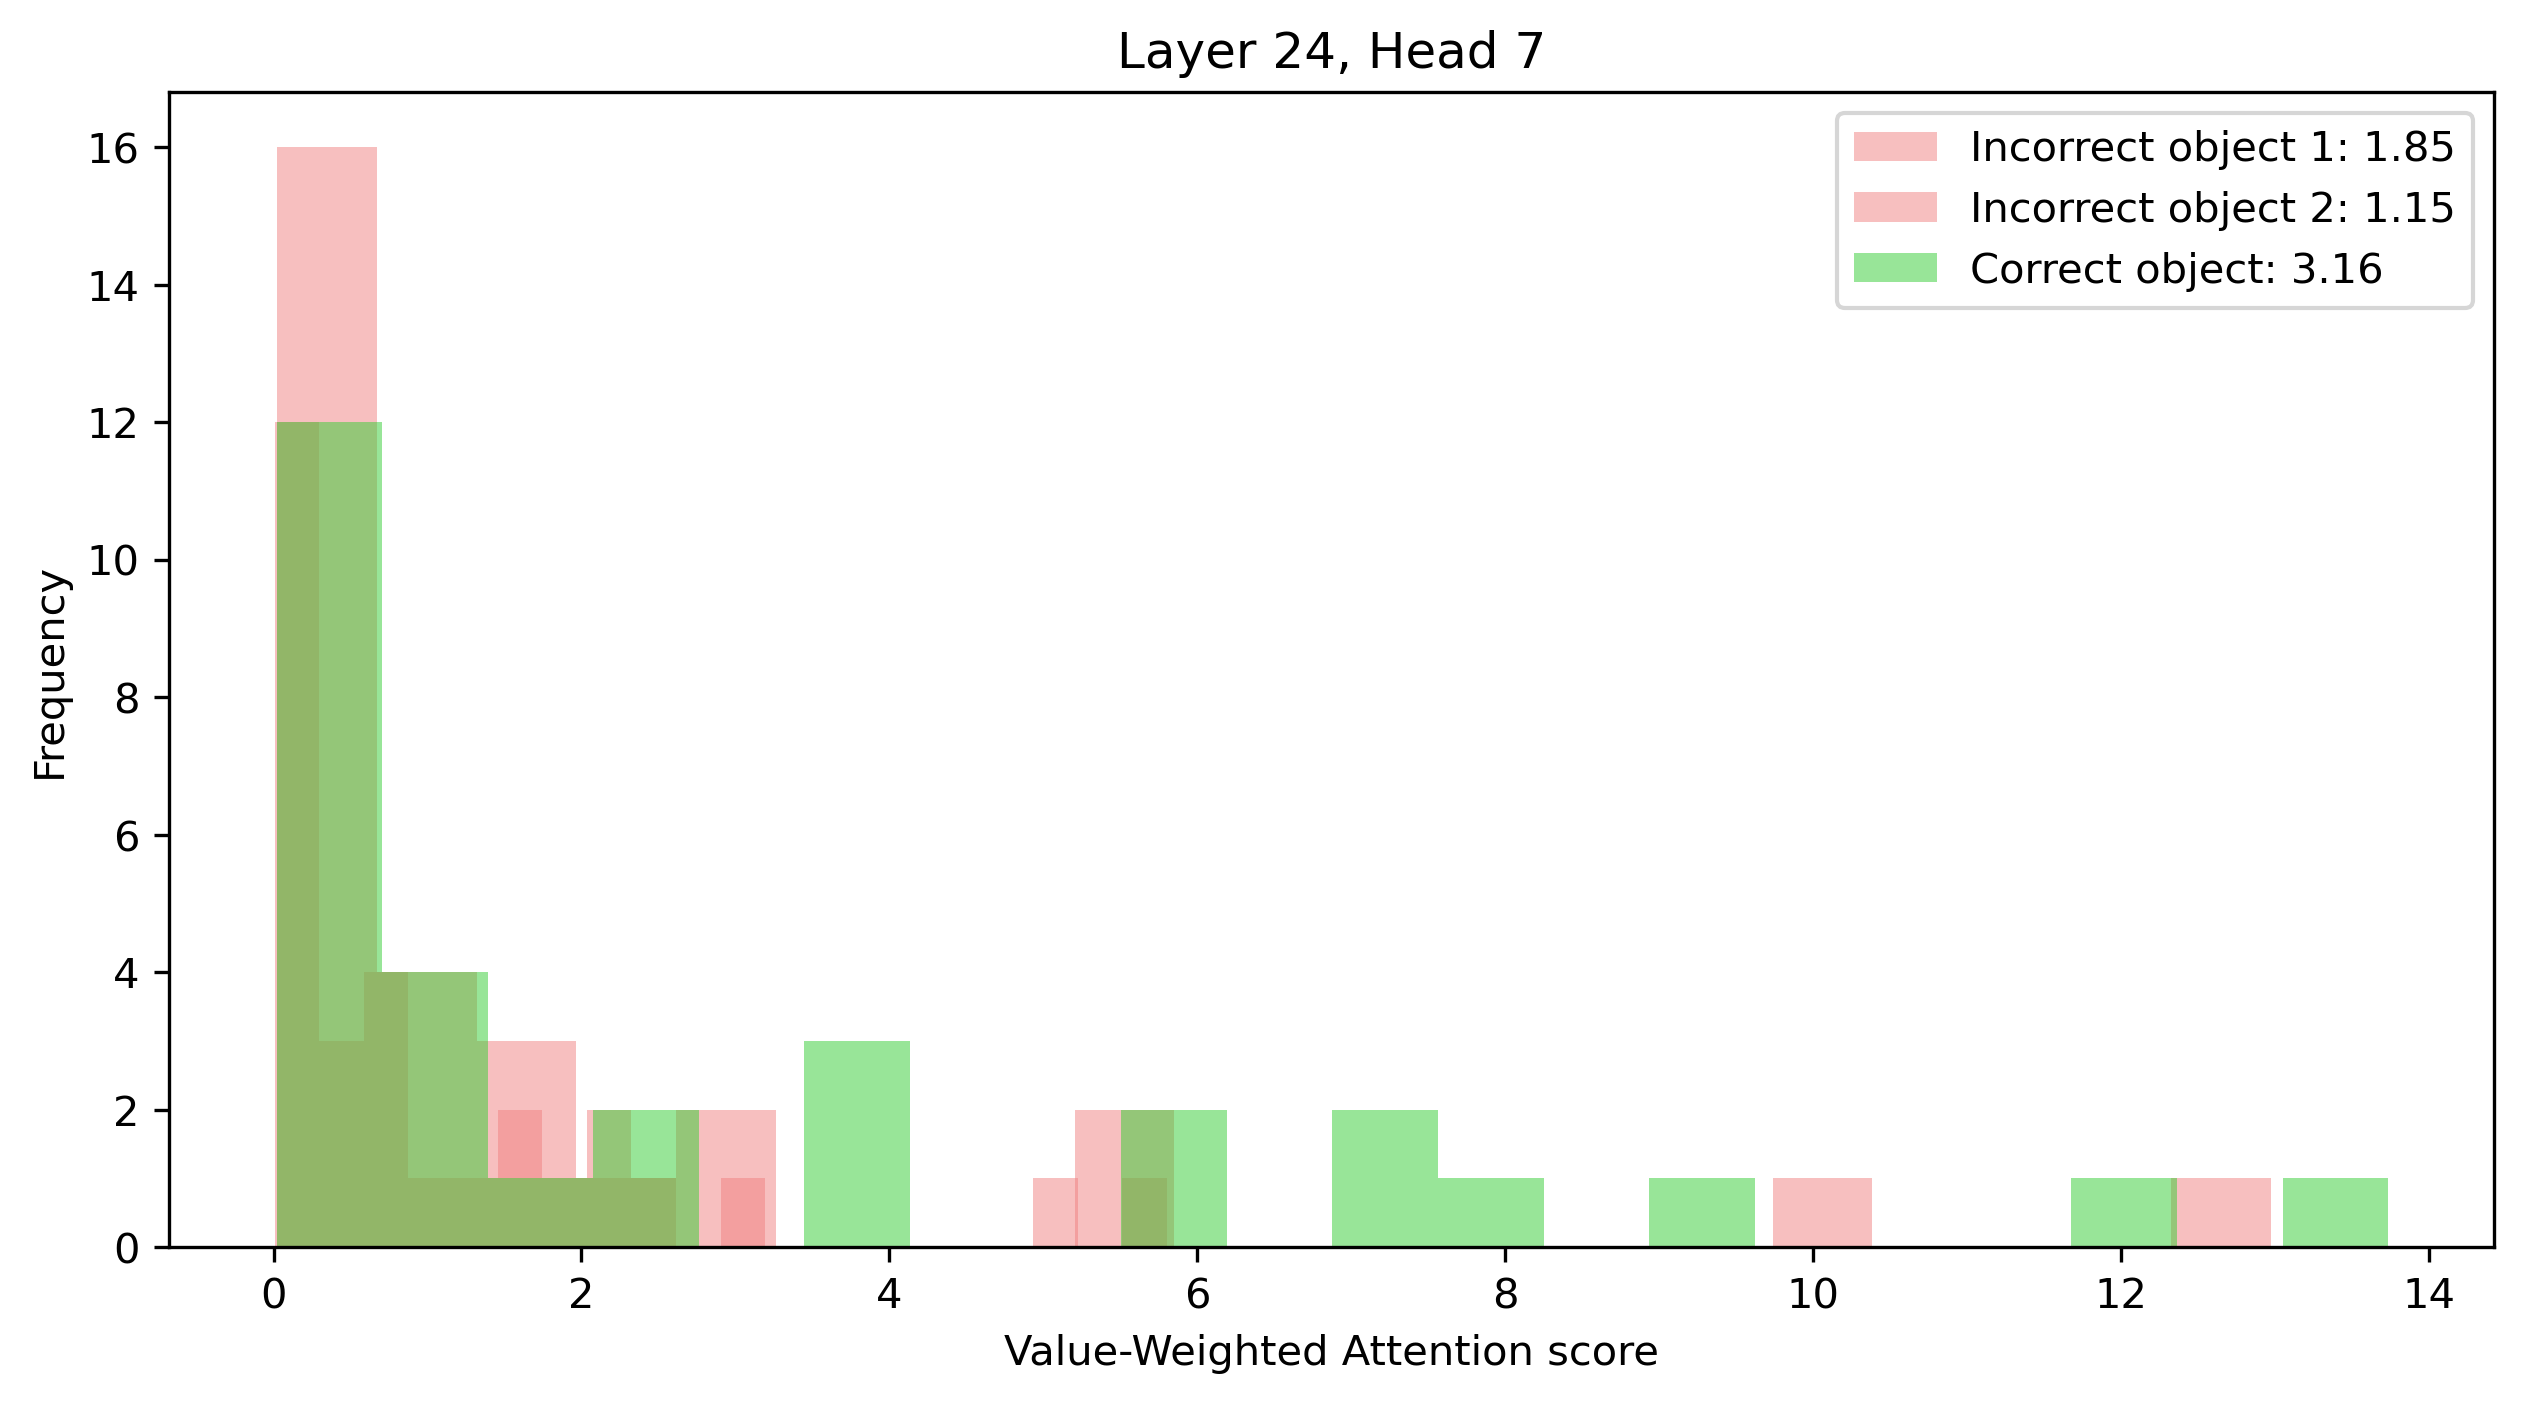 Layer 24, Head 7
Incorrect object 1: 1.85
Incorrect object 2: 1.15
Correct object: 3.16
Frequency
16
14
12
10
8
6
4
2
0
0 2 4 6 8 10 12 14
Value-Weighted Attention score